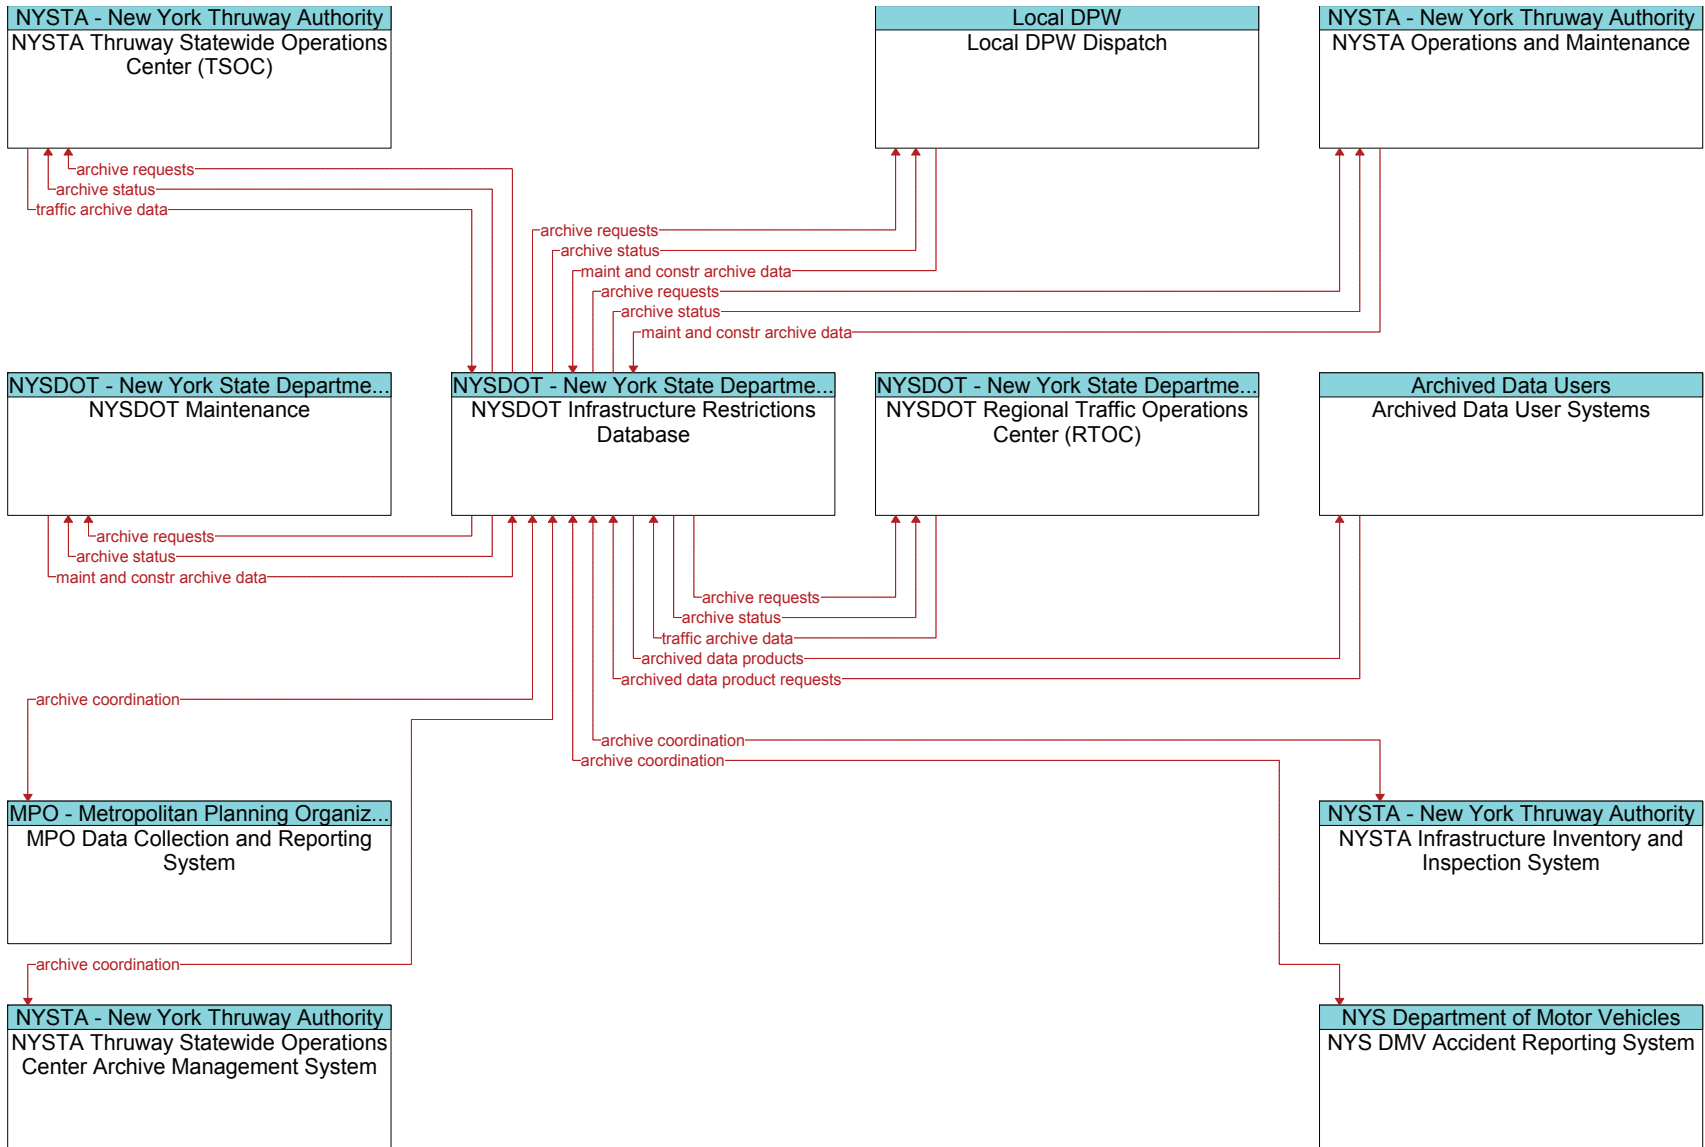 NYSTA - New York Thruway Authority
NYSTA Thruway Statewide Operations
Center (TSOC)
Local DPW
Local DPW Dispatch
NYSTA - New York Thruway Authority
NYSTA Operations and Maintenance
archive requests
archive status
traffic archive data
archive requests
archive status
maint and constr archive data
archive requests
archive status
maint and constr archive data
NYSDOT - New York State Departme...
NYSDOT Maintenance
NYSDOT - New York State Departme...
NYSDOT Infrastructure Restrictions
Database
NYSDOT - New York State Departme...
NYSDOT Regional Traffic Operations
Center (RTOC)
Archived Data Users
Archived Data User Systems
archive requests
archive status
maint and constr archive data
archive requests
archive status
traffic archive data
archived data products
archived data product requests
archive coordination
archive coordination
archive coordination
MPO - Metropolitan Planning Organiz...
MPO Data Collection and Reporting
System
NYSTA - New York Thruway Authority
NYSTA Infrastructure Inventory and
Inspection System
archive coordination
NYSTA - New York Thruway Authority
NYSTA Thruway Statewide Operations
Center Archive Management System
NYS Department of Motor Vehicles
NYS DMV Accident Reporting System